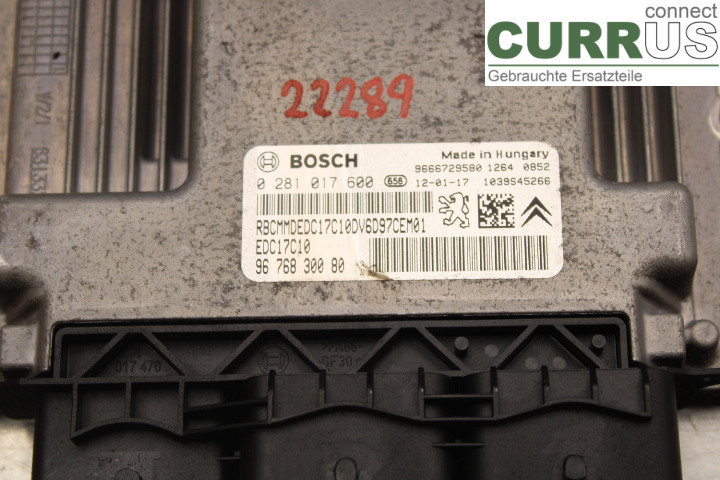 connect
CURRUS
Gebrauchte Ersatzteile
22289
BOSCH
Made in Hungary
9666729580 1264 0852
0 281 017 600 658 12-01-17 1039S45266
RBCMMDEDC17C10DV6D97CEM01
EDC17C10
96 768 300 80
017 470